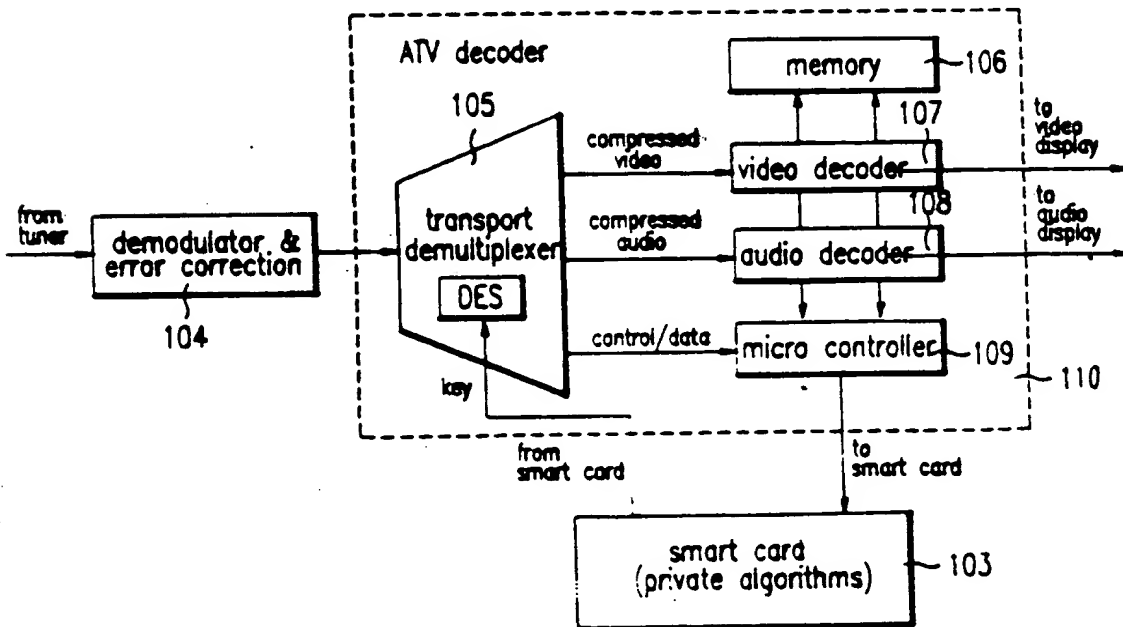 ATV decoder
memory
106
105
107
to
video
display
compressed
video
video decoder
108
to
audio
display
from
tuner
demodulator &
error correction
104
transport
demultiplexer
compressed
audio
audio decoder
DES
control/data
micro controller
109
110
key
from
smart card
to
smart card
smart card
(private algorithms)
103